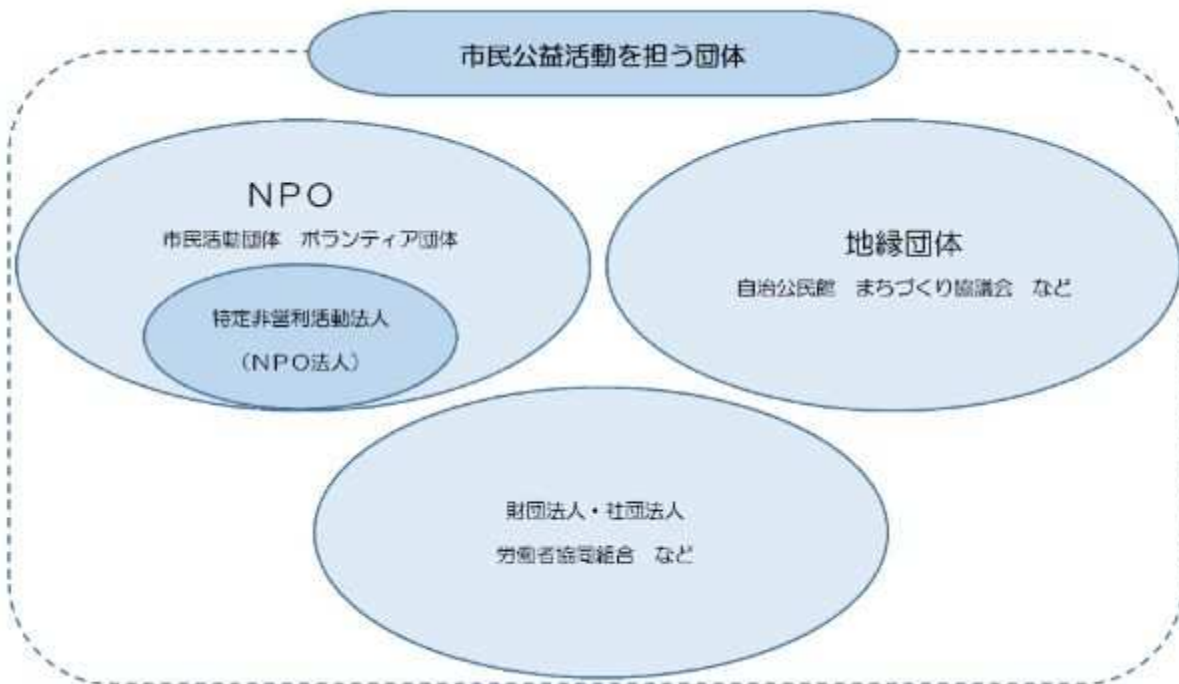 市民公益活動を担う団体
NPO
市民活動団体　ボランティア団体
特定非営利活動法人
（NPO法人）
地縁団体
自治公民館　まちづくり協議会　など
財団法人・社団法人
労働者協同組合　など